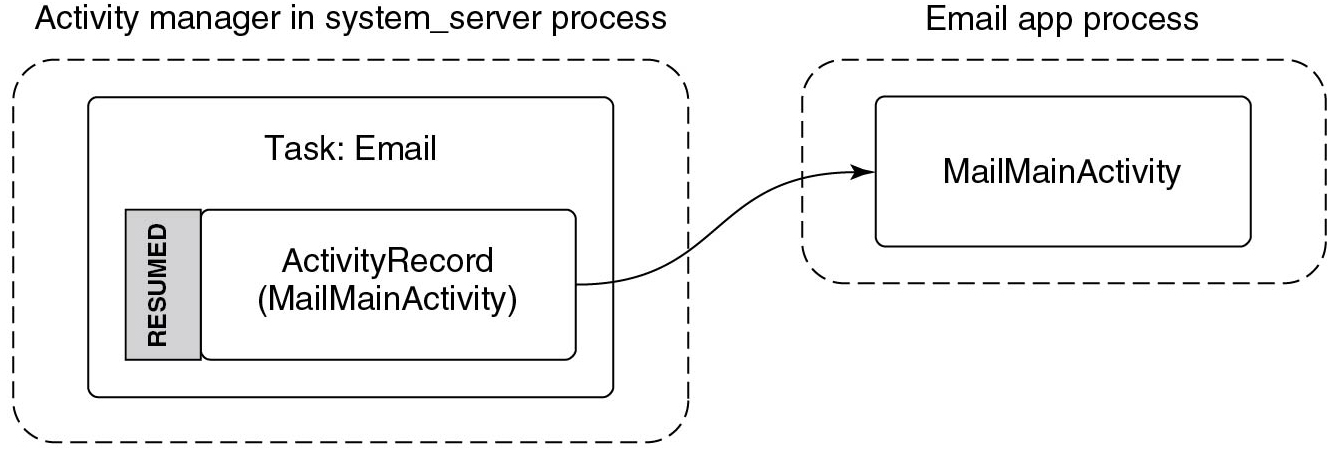 Activity manager in system_server process
Email app process
Task: Email
MailMainActivity
RESUMED
ActivityRecord
(MailMainActivity)